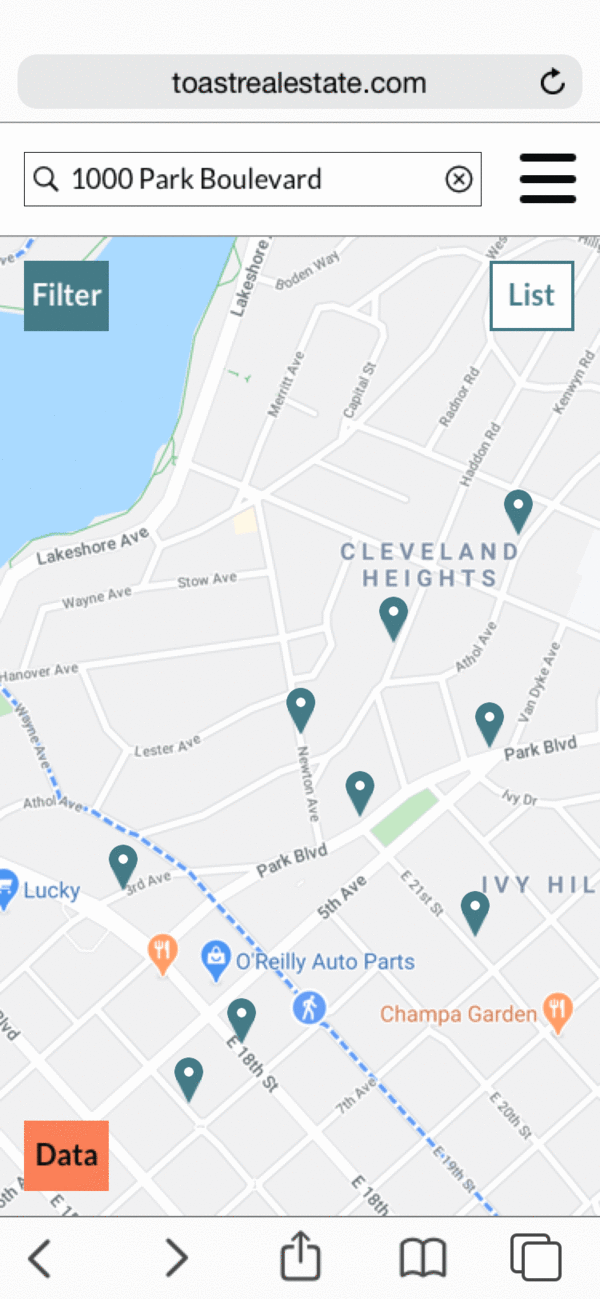 toastrealestate.com
1000 Park Boulevard
Filter
List
Lakeshore
Boden Way
Merritt Ave
Capital St
Radnor Rd
Kenwyn Rd
Haddon Rd
CLEVELAND
HEIGHTS
Lakeshore Ave
Stow Ave
Wayne Ave
Athol Ave
Van Dyke Ave
Hanover Ave
Wayne Ave
Lester Ave
Newton Ave
Park Blvd
Ivy Dr
Athol Ave
Park Blvd
3rd Ave
Lucky
5th Ave
E 21st St
IVY HIL
O'Reilly Auto Parts
Champa Garden
E 18th St
7th Ave
E 20th St
E 19th St
E 18th
Data